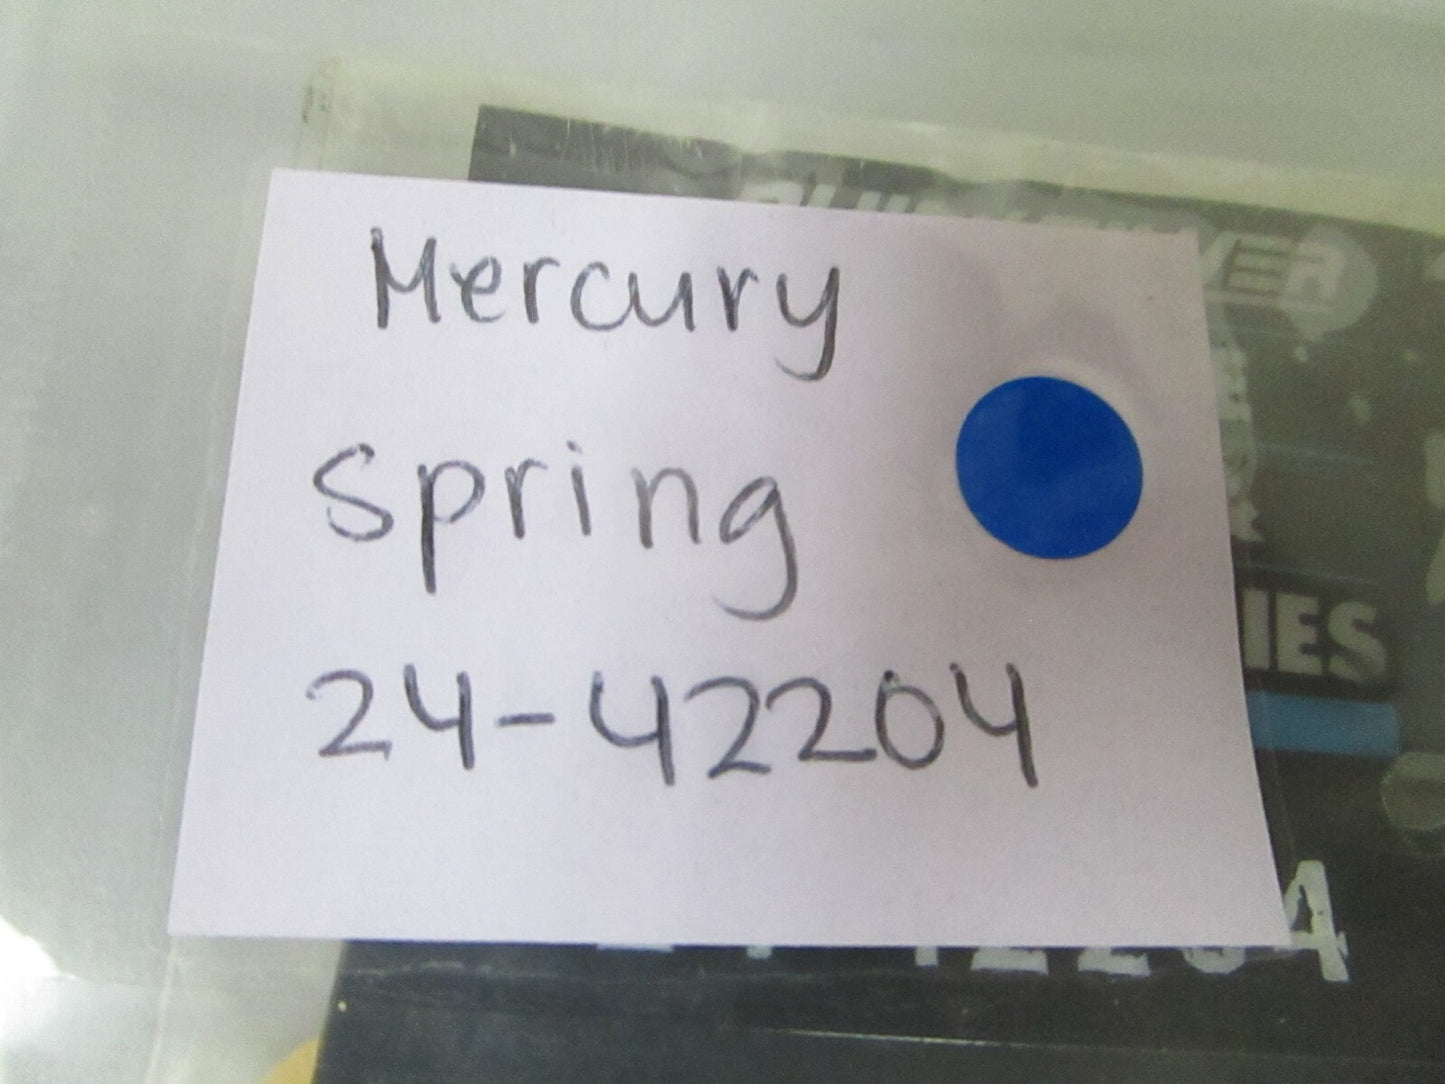 Mercury
Spring
24-42204
IES